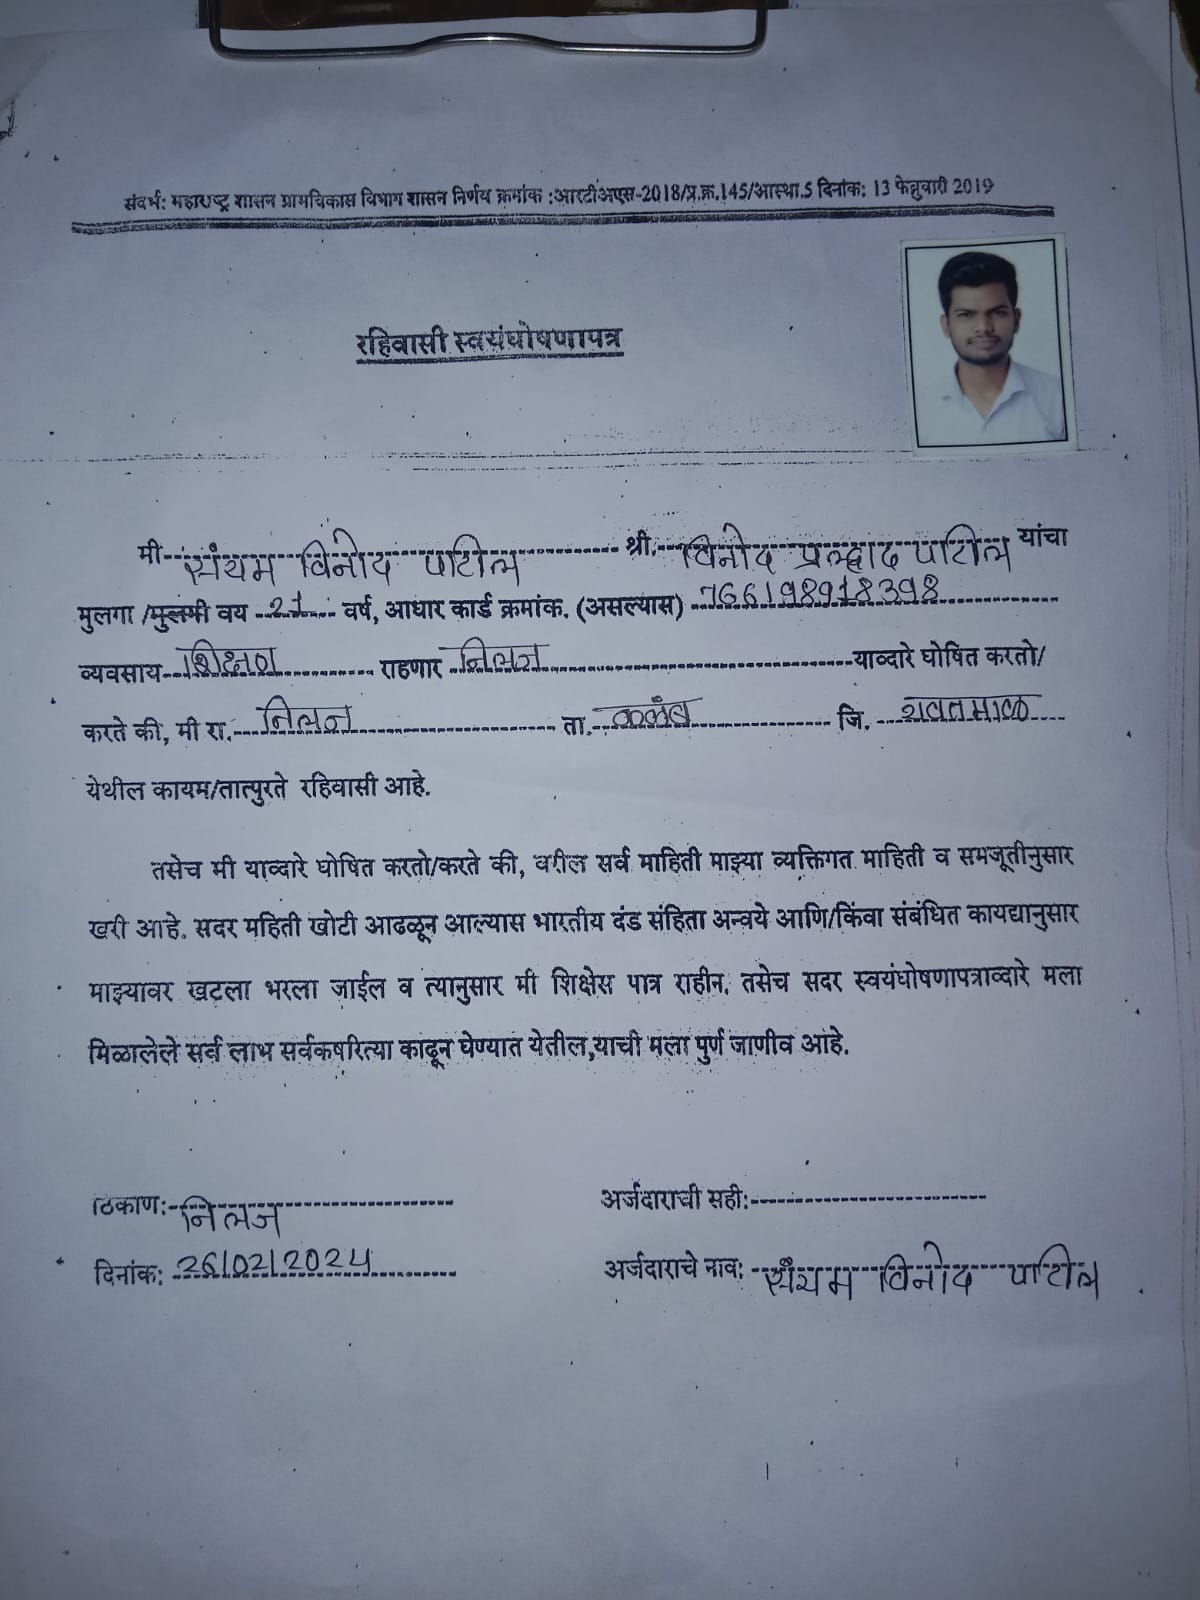 संदर्भ: महाराष्ट्र शासन ग्रामविकास विभाग शासन निर्णय क्रमांक :आरटीअएस-2018/प्र.क्र.145/आस्था.5 दिनांक: 13 फेब्रुवारी 2019
रहिवासी स्वयंघोषणापत्र
मी संयम विनोद पाटील श्री. विनोद प्रल्हाद पाटील यांचा
मुलगा /मुलगी वय 21 वर्ष, आधार कार्ड क्रमांक. (असल्यास) 766198918398
व्यवसाय शिक्षण राहणार निलज याव्दारे घोषित करतो/
करते की, मी रा. निलज ता. कळंब जि. यवतमाळ
येथील कायम/तात्पुरते रहिवासी आहे.
तसेच मी याव्दारे घोषित करतो/करते की, वरील सर्व माहिती माझ्या व्यक्तिगत माहिती व समजूतीनुसार
खरी आहे. सदर महिती खोटी आढळून आल्यास भारतीय दंड संहिता अन्वये आणि/किंवा संबंधित कायद्यानुसार
माझ्यावर खटला भरला जाईल व त्यानुसार मी शिक्षेस पात्र राहीन. तसेच सदर स्वयंघोषणापत्राव्दारे मला
मिळालेले सर्व लाभ सर्वकषरित्या काढून घेण्यात येतील,याची मला पुर्ण जाणीव आहे.
ठिकाण:- निलज अर्जदाराची सही:-
दिनांक: 26/02/2024 अर्जदाराचे नाव: संयम विनोद पाटील